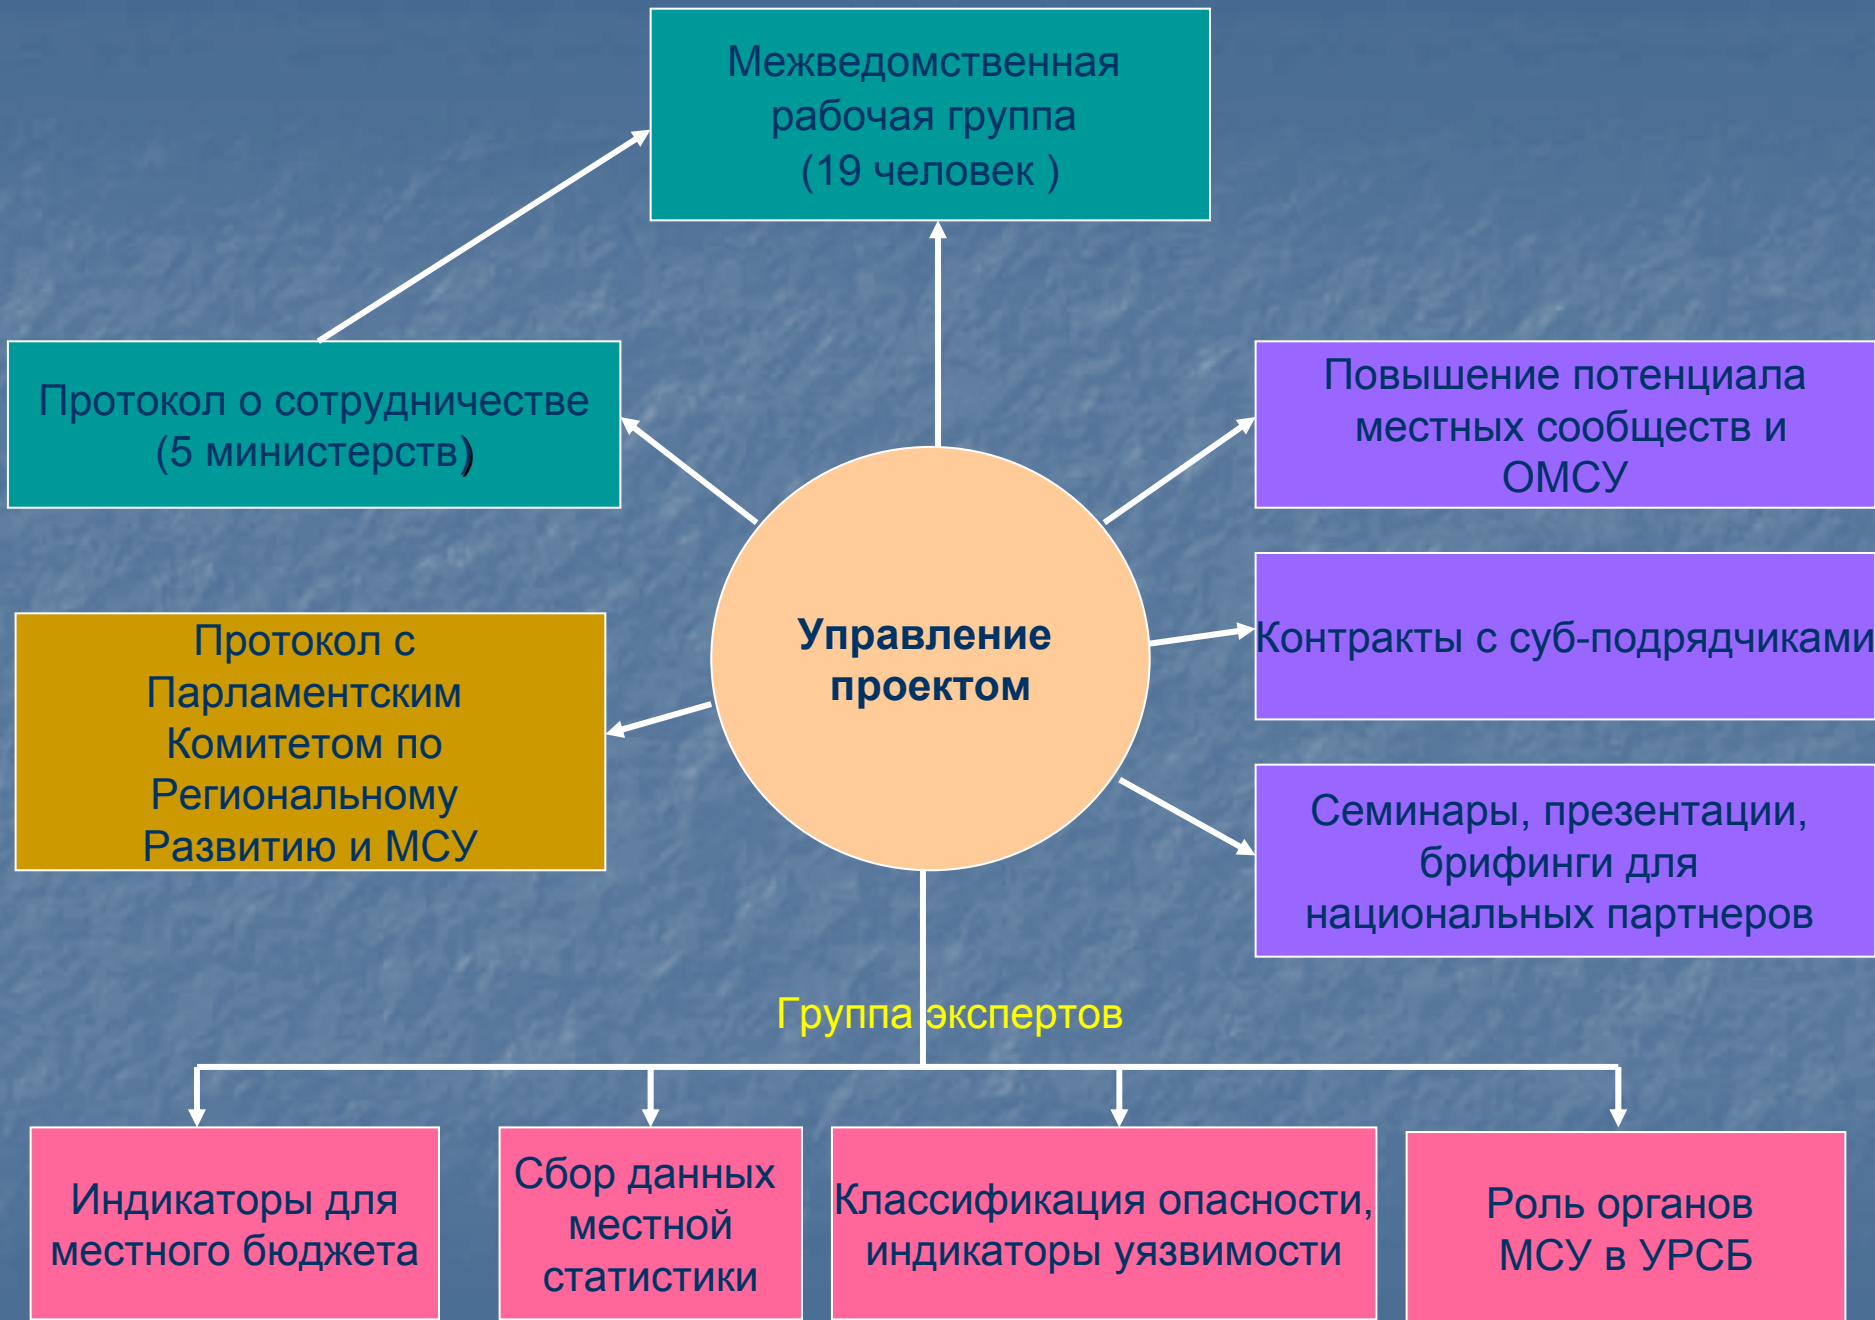 Межведомственная
рабочая группа
(19 человек )
Протокол о сотрудничестве
(5 министерств)
Повышение потенциала
местных сообществ и
ОМСУ
Управление
проектом
Контракты с суб-подрядчиками
Протокол с
Парламентским
Комитетом по
Региональному
Развитию и МСУ
Семинары, презентации,
брифинги для
национальных партнеров
Группа экспертов
Индикаторы для
местного бюджета
Сбор данных
местной
статистики
Классификация опасности,
индикаторы уязвимости
Роль органов
МСУ в УРСБ